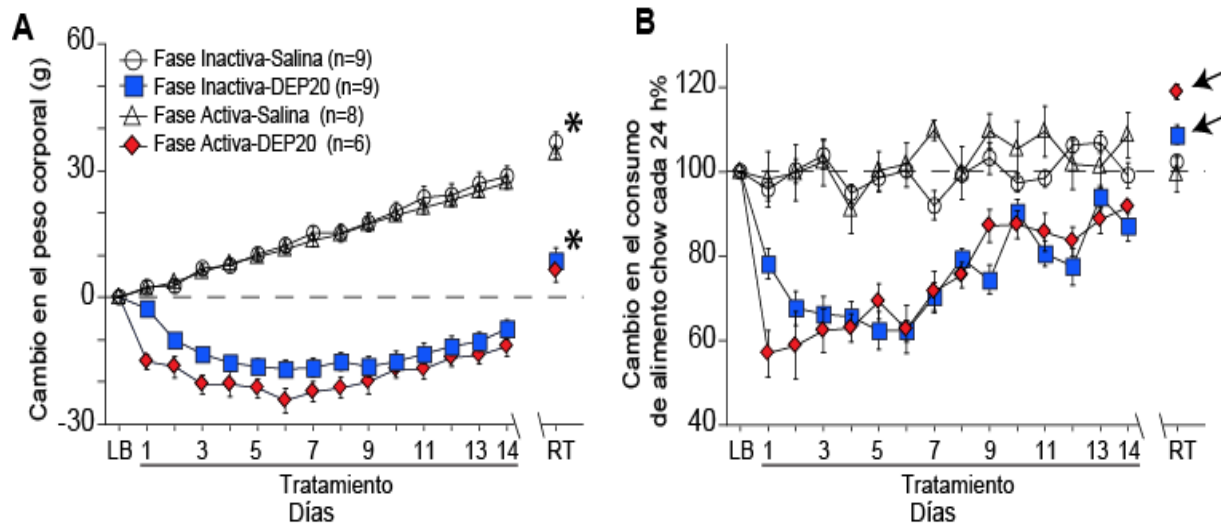 A
Cambio en el peso corporal (g)
60
30
0
-30
Fase Inactiva-Salina (n=9)
Fase Inactiva-DEP20 (n=9)
Fase Activa-Salina (n=8)
Fase Activa-DEP20 (n=6)
*
*
LB 1 3 5 7 9 11 13 14 RT
Tratamiento
Días
B
Cambio en el consumo
de alimento chow cada 24 h%
120
100
80
60
40
LB 1 3 5 7 9 11 13 14 RT
Tratamiento
Días